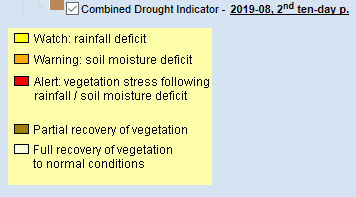 Combined Drought Indicator - 2019-08, 2nd ten-day p.
Watch: rainfall deficit
Warning: soil moisture deficit
Alert: vegetation stress following
rainfall / soil moisture deficit
Partial recovery of vegetation
Full recovery of vegetation
to normal conditions